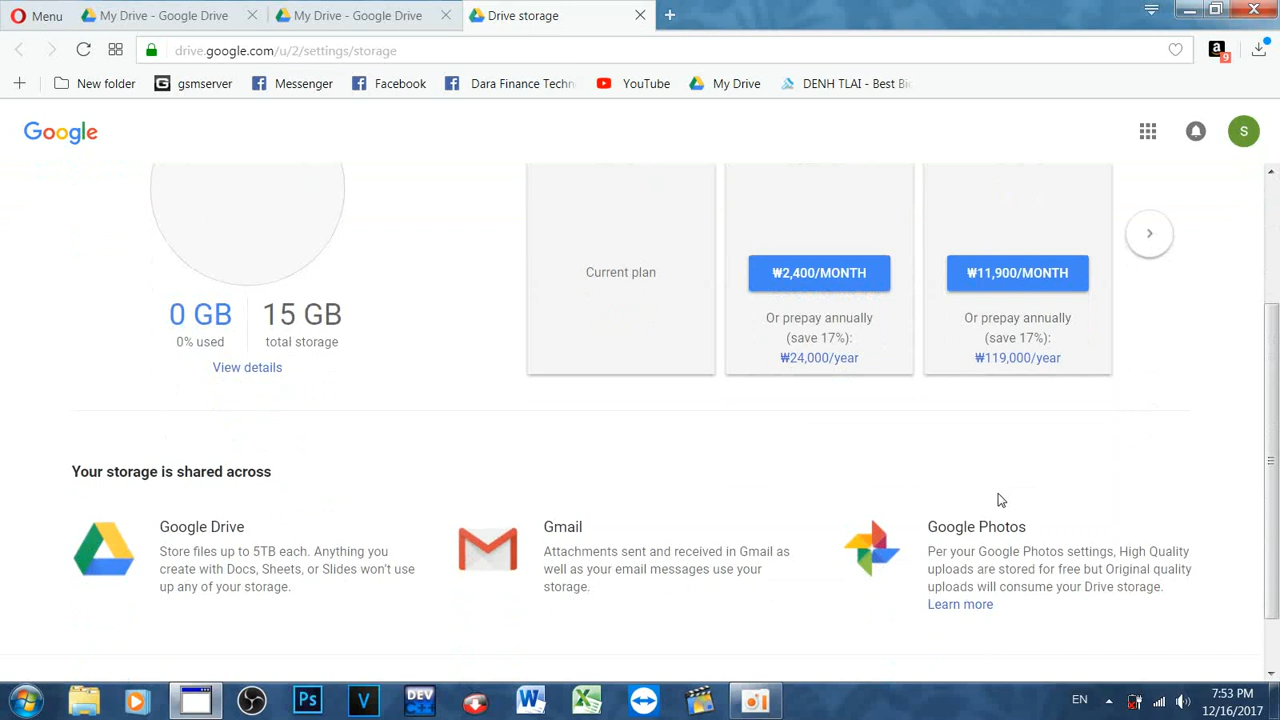 Menu
My Drive - Google Drive
My Drive - Google Drive
Drive storage
drive.google.com/u/2/settings/storage
9
New folder
gsmserver
Messenger
Facebook
Dara Finance Techn
YouTube
My Drive
DENH TLAI - Best Bi
Google
S
Current plan
₩2,400/MONTH
Or prepay annually
(save 17%):
₩24,000/year
₩11,900/MONTH
Or prepay annually
(save 17%):
₩119,000/year
0 GB
0% used
15 GB
total storage
View details
Your storage is shared across
Google Drive
Store files up to 5TB each. Anything you
create with Docs, Sheets, or Slides won't
use up any of your storage.
Gmail
Attachments sent and received in Gmail as
well as your email messages use your
storage.
Google Photos
Per your Google Photos settings, High Quality
uploads are stored for free but Original quality
uploads will consume your Drive storage.
Learn more
Ps
V
DEV
EN
7:53 PM
12/16/2017